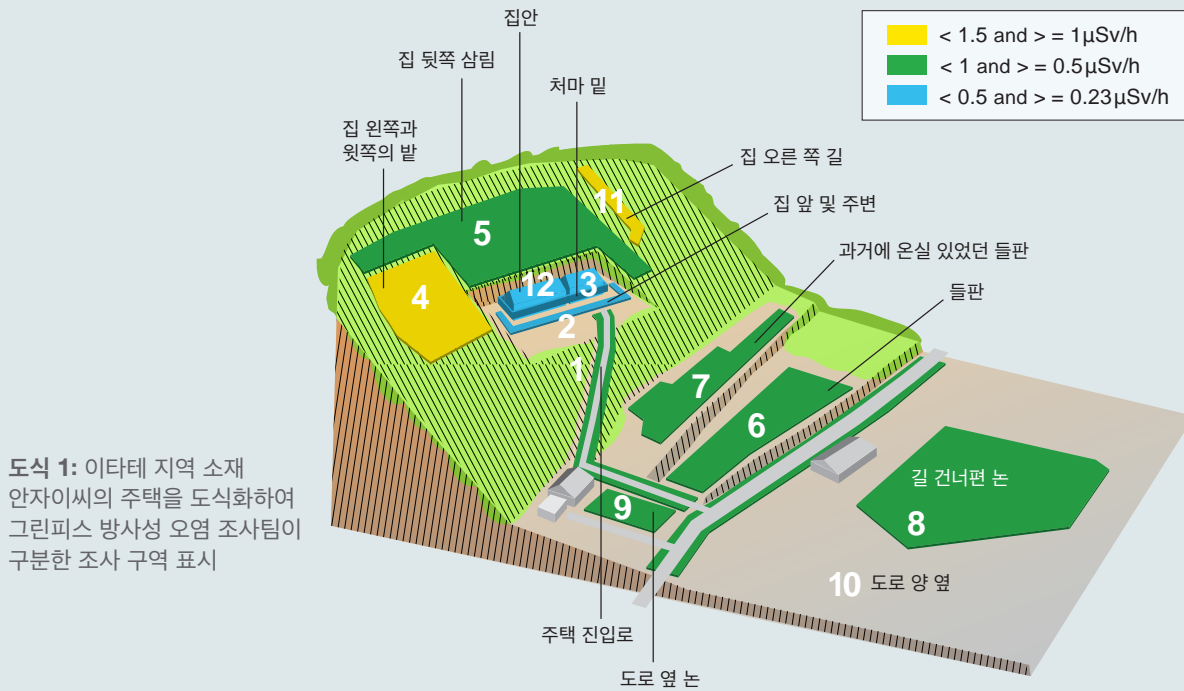 집안
< 1.5 and > = 1µSv/h
< 1 and > = 0.5µSv/h
< 0.5 and > = 0.23µSv/h
집 뒷쪽 삼림
처마 밑
집 왼쪽과
윗쪽의 밭
집 오른 쪽 길
집 앞 및 주변
과거에 온실 있었던 들판
들판
11
5
12
3
4
2
1
7
6
길 건너편 논
8
9
10 도로 양 옆
도식 1: 이타테 지역 소재
안자이씨의 주택을 도식화하여
그린피스 방사성 오염 조사팀이
구분한 조사 구역 표시
주택 진입로
도로 옆 논